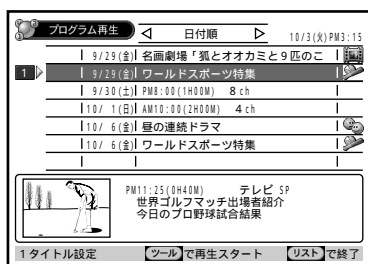 プログラム再生 日付順 10/3(火)PM3:15
9/29(金) 名画劇場「狐とオオカミと9匹のこ
1 9/29(金) ワールドスポーツ特集
9/30(土) PM8:00(1H00M) 8ch
10/ 1(日) AM10:00(2H00M) 4ch
10/ 6(金) 昼の連続ドラマ
10/ 6(金) ワールドスポーツ特集
PM11:25(0H40M) テレビ SP
世界ゴルフマッチ出場者紹介
今日のプロ野球試合結果
1タイトル設定 ツールで再生スタート リストで終了